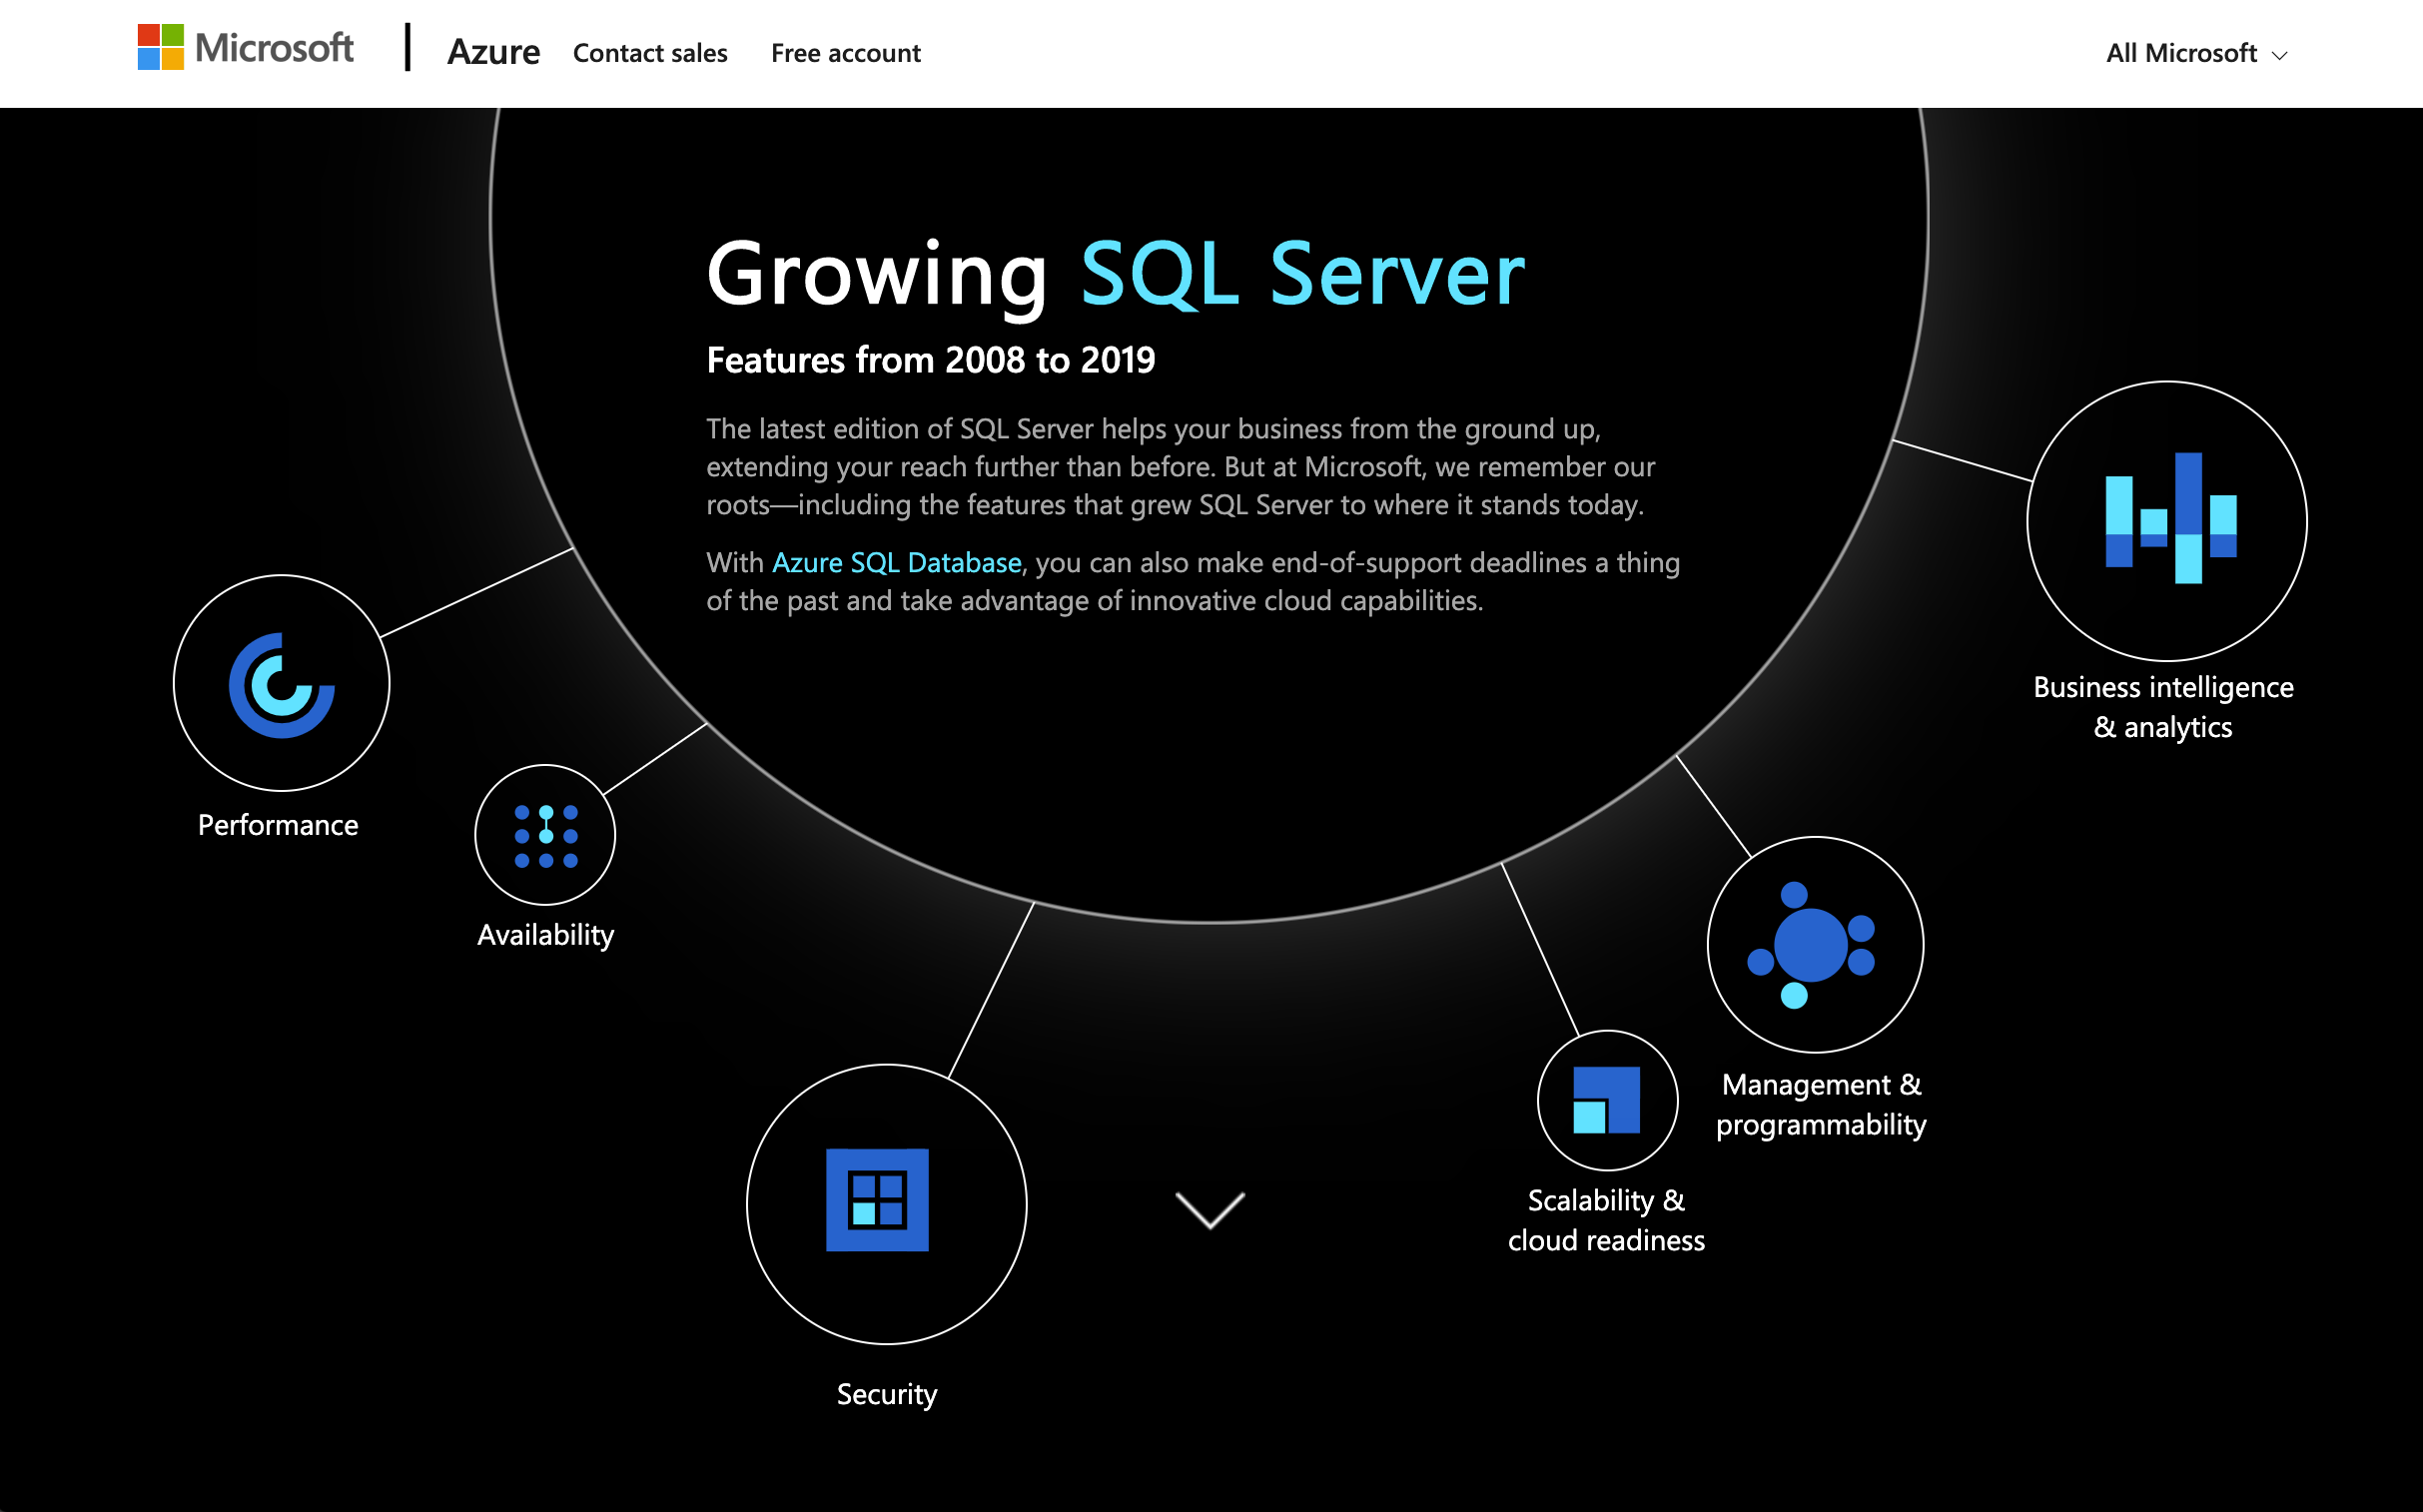 Microsoft
Azure
Contact sales
Free account
All Microsoft
Growing SQL Server
Features from 2008 to 2019
The latest edition of SQL Server helps your business from the ground up,
extending your reach further than before. But at Microsoft, we remember our
roots—including the features that grew SQL Server to where it stands today.
With Azure SQL Database, you can also make end-of-support deadlines a thing
of the past and take advantage of innovative cloud capabilities.
Performance
Availability
Security
Scalability &
cloud readiness
Management &
programmability
Business intelligence
& analytics